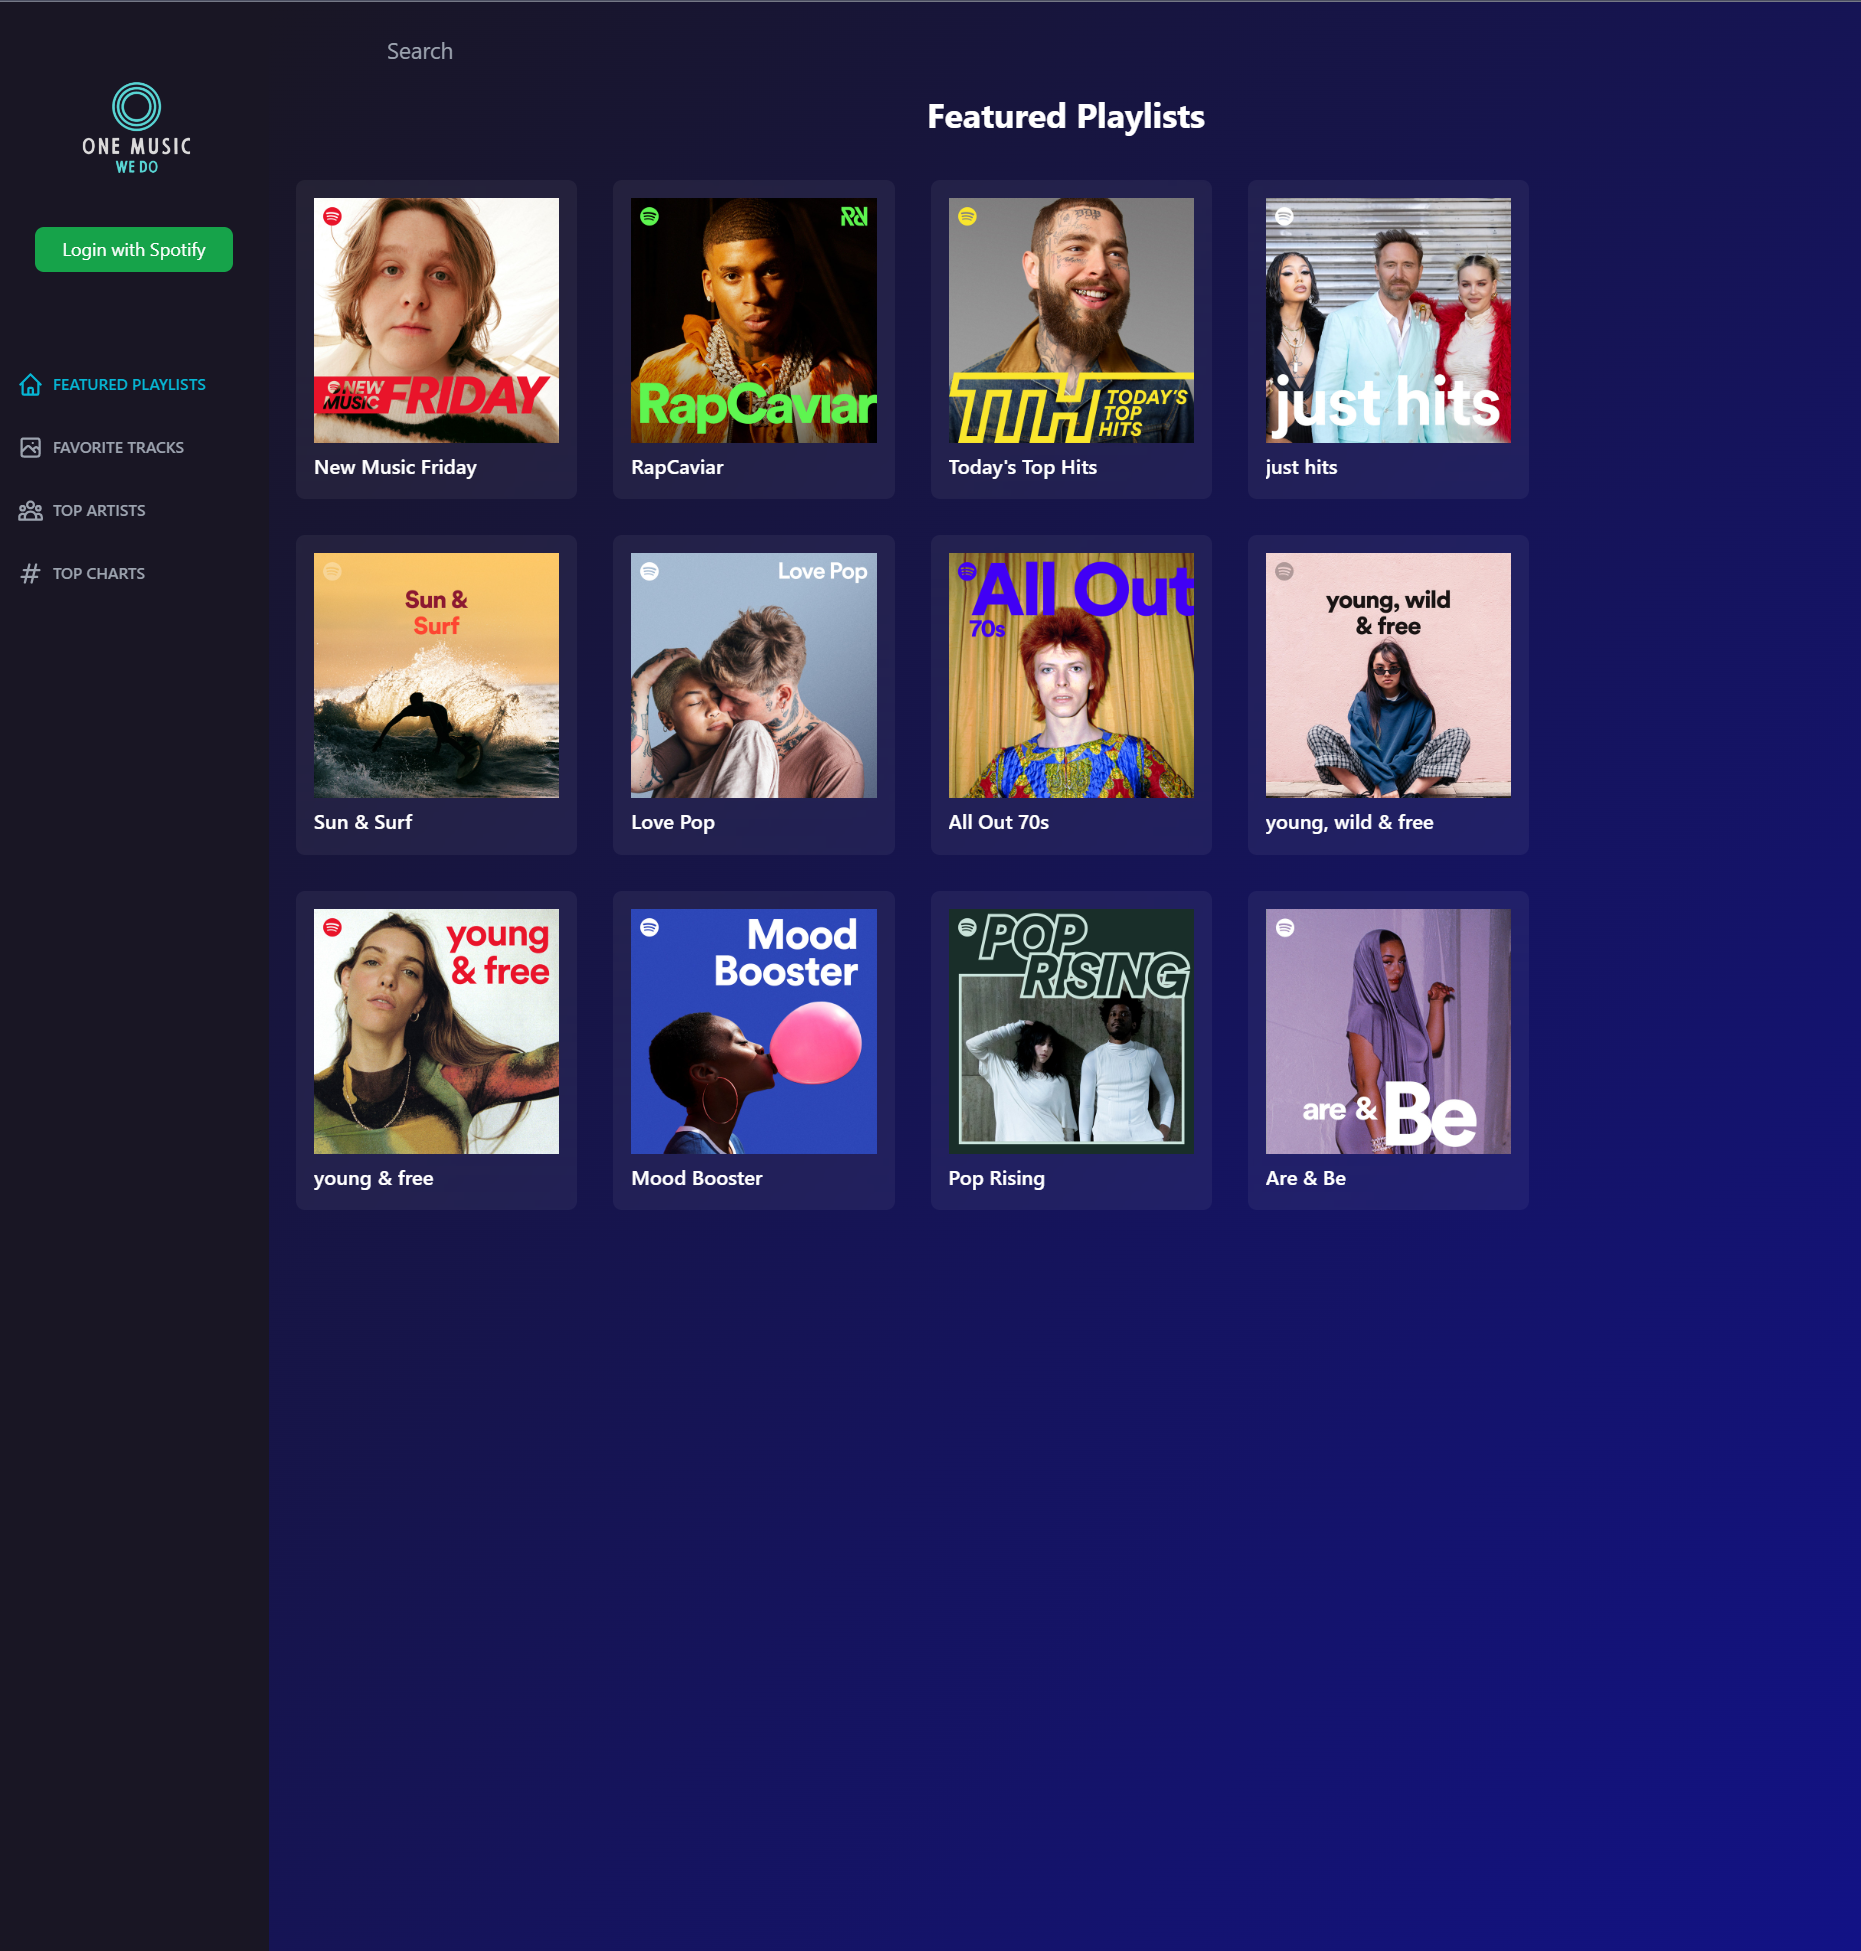 Search
ONE MUSIC
WE DO
Login with Spotify
FEATURED PLAYLISTS
FAVORITE TRACKS
TOP ARTISTS
TOP CHARTS
Featured Playlists
NEW
MUSIC FRIDAY
New Music Friday
RapCaviar
RapCaviar
pop
TTH TODAY'S
TOP
HITS
Today's Top Hits
just hits
just hits
Sun &
Surf
Sun & Surf
Love Pop
Love Pop
All Out
70s
All Out 70s
young, wild
& free
young, wild & free
young
& free
young & free
Mood
Booster
Mood Booster
POP
RISING
Pop Rising
are & Be
Are & Be